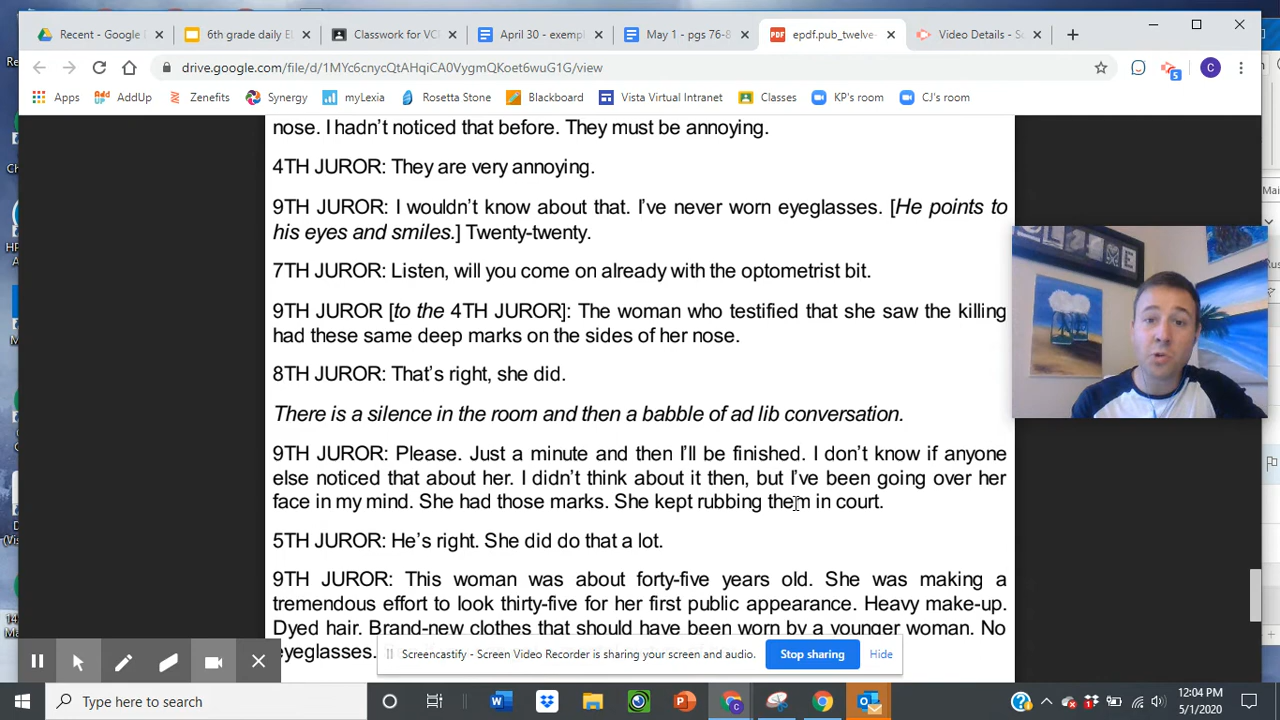 Recent - Google
6th grade daily El
Classwork for VCI
April 30 - exempl
May 1 - pgs 76-8
PDF
epdf.pub_twelve-
Video Details - Sc
drive.google.com/file/d/1MYc6cnycQtAHqiCA0VygmQKoet6wuG1G/view
5
C
Apps
AddUp
Zenefits
Synergy
myLexia
Rosetta Stone
Blackboard
Vista Virtual Intranet
Classes
KP's room
CJ's room
nose. I hadn't noticed that before. They must be annoying.
4TH JUROR: They are very annoying.
9TH JUROR: I wouldn't know about that. I've never worn eyeglasses. [He points to
his eyes and smiles.] Twenty-twenty.
7TH JUROR: Listen, will you come on already with the optometrist bit.
9TH JUROR [to the 4TH JUROR]: The woman who testified that she saw the killing
had these same deep marks on the sides of her nose.
8TH JUROR: That's right, she did.
There is a silence in the room and then a babble of ad lib conversation.
9TH JUROR: Please. Just a minute and then I'll be finished. I don't know if anyone
else noticed that about her. I didn't think about it then, but I've been going over her
face in my mind. She had those marks. She kept rubbing them in court.
5TH JUROR: He's right. She did do that a lot.
9TH JUROR: This woman was about forty-five years old. She was making a
tremendous effort to look thirty-five for her first public appearance. Heavy make-up.
Dyed hair. Brand-new clothes that should have been worn by a younger woman. No
eyeglasses.
Screencastify - Screen Video Recorder is sharing your screen and audio.
Stop sharing
Hide
Type here to search
12:04 PM
5/1/2020